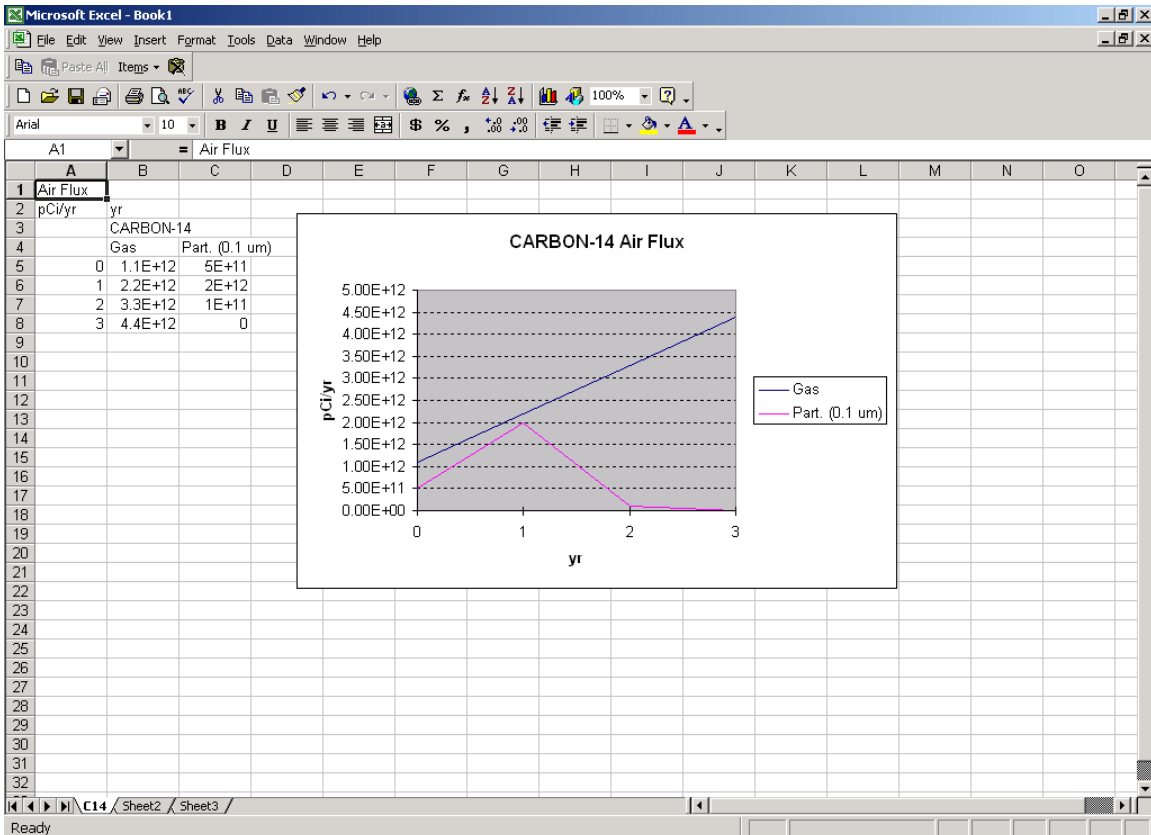 Microsoft Excel - Book1
File Edit View Insert Format Tools Data Window Help
Paste All Items
ABC Σ fx A Z Z A 100% ?
Arial 10 B I U $ % , .00 .00 A
A1 = Air Flux
A B C D E F G H I J K L M N O
1 Air Flux
2 pCi/yr yr
3 CARBON-14
4 Gas Part. (0.1 um)
5 0 1.1E+12 5E+11
6 1 2.2E+12 2E+12
7 2 3.3E+12 1E+11
8 3 4.4E+12 0
9
10
11
12
13
14
15
16
17
18
19
20
21
22
23
24
25
26
27
28
29
30
31
32
CARBON-14 Air Flux
5.00E+12
4.50E+12
4.00E+12
3.50E+12
3.00E+12
2.50E+12
2.00E+12
1.50E+12
1.00E+12
5.00E+11
0.00E+00
pCi/yr
0 1 2 3
yr
Gas
Part. (0.1 um)
C14 Sheet2 Sheet3
Ready